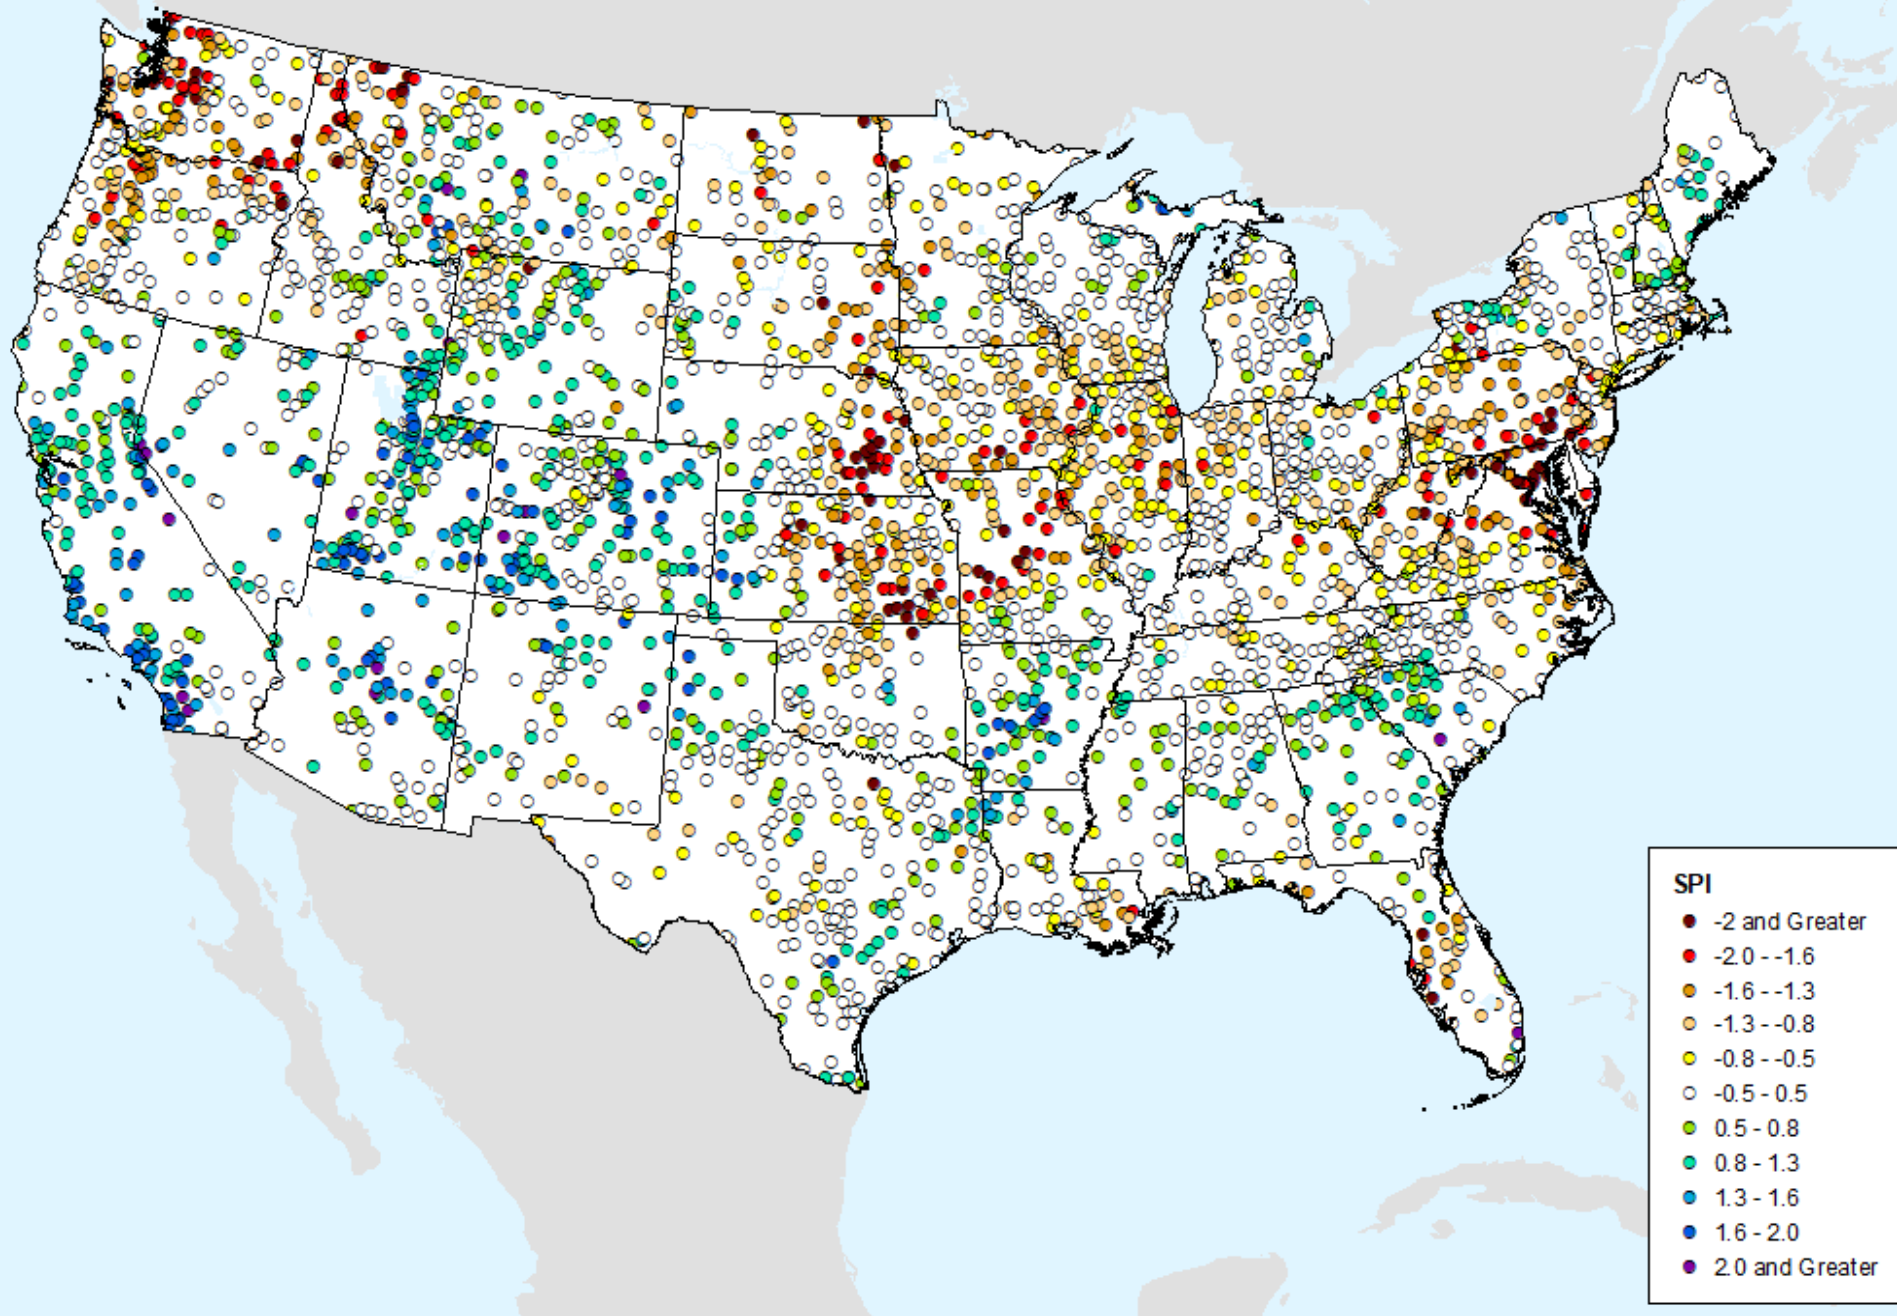 SPI
-2 and Greater
-2.0 - -1.6
-1.6 - -1.3
-1.3 - -0.8
-0.8 - -0.5
-0.5 - 0.5
0.5 - 0.8
0.8 - 1.3
1.3 - 1.6
1.6 - 2.0
2.0 and Greater